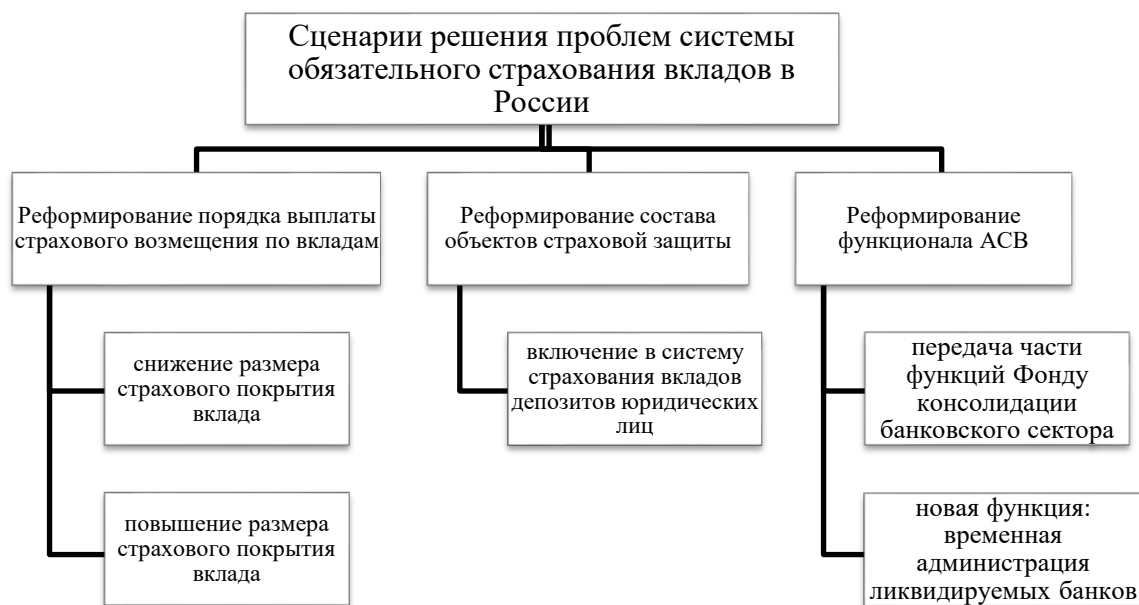 Сценарии решения проблем системы
обязательного страхования вкладов в
России
Реформирование порядка выплаты
страхового возмещения по вкладам
снижение размера
страхового покрытия
вклада
повышение размера
страхового покрытия
вклада
Реформирование состава
объектов страховой защиты
включение в систему
страхования вкладов
депозитов юридических
лиц
Реформирование
функционала АСВ
передача части
функций Фонду
консолидации
банковского сектора
новая функция:
временная
администрация
ликвидируемых банков